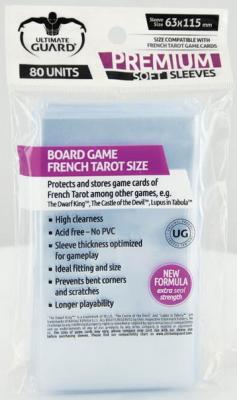 ULTIMATE
GUARD
80 UNITS
Sleeve
Size 63x115 mm
SIZE COMPATIBLE WITH
FRENCH TAROT GAME CARDS
PREMIUM
SOFT SLEEVES
BOARD GAME
FRENCH TAROT SIZE
Protects and stores game cards of
French Tarot among other games, e.g.
The Dwarf King™, The Castle of the Devil™, Lupus in Tabula™
• High clearness
• Acid free – No PVC
• Sleeve thickness optimized
for gameplay
• Ideal fitting and size
• Prevents bent corners
and scratches
• Longer playability
UG
NEW
FORMULA
extra seal
strength